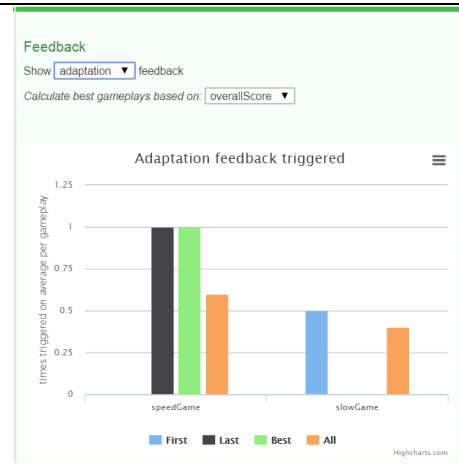 Feedback
Show adaptation ▼ feedback
Calculate best gameplays based on: overallScore ▼
Adaptation feedback triggered
times triggered on average per gameplay
1.25
1
0.75
0.5
0.25
0
speedGame slowGame
First Last Best All
Highcharts.com